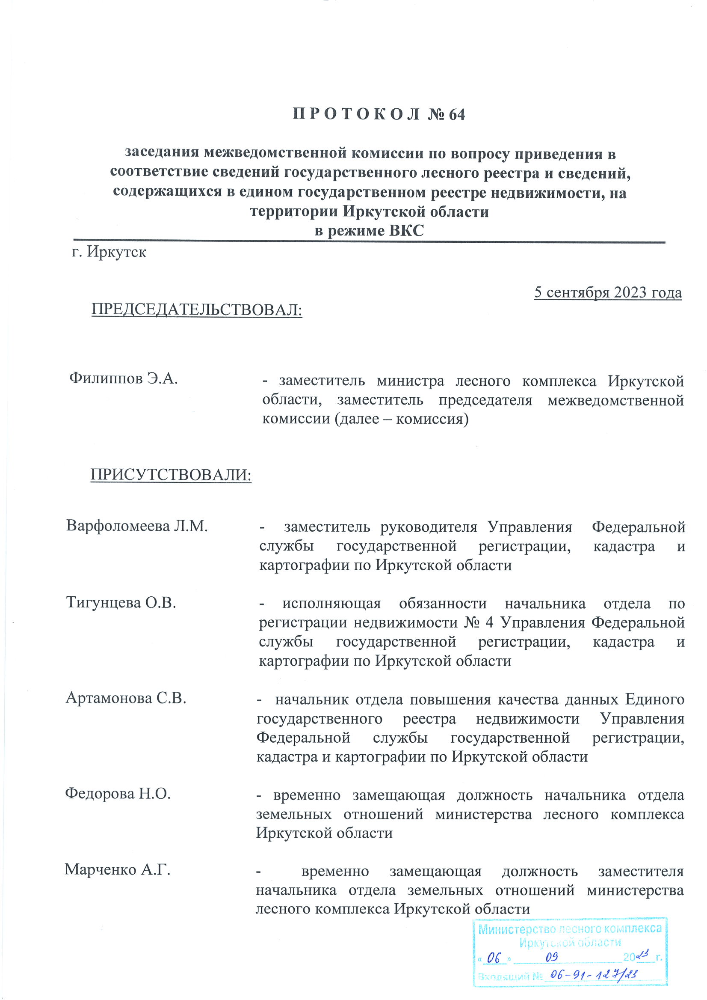 П Р О Т О К О Л № 64
заседания межведомственной комиссии по вопросу приведения в
соответствие сведений государственного лесного реестра и сведений,
содержащихся в едином государственном реестре недвижимости, на
территории Иркутской области
в режиме ВКС
г. Иркутск
5 сентября 2023 года
ПРЕДСЕДАТЕЛЬСТВОВАЛ:
Филиппов Э.А.
- заместитель министра лесного комплекса Иркутской
области, заместитель председателя межведомственной
комиссии (далее – комиссия)
ПРИСУТСТВОВАЛИ:
Варфоломеева Л.М.
- заместитель руководителя Управления Федеральной
службы государственной регистрации, кадастра и
картографии по Иркутской области
Тигунцева О.В.
- исполняющая обязанности начальника отдела по
регистрации недвижимости № 4 Управления Федеральной
службы государственной регистрации, кадастра и
картографии по Иркутской области
Артамонова С.В.
- начальник отдела повышения качества данных Единого
государственного реестра недвижимости Управления
Федеральной службы государственной регистрации,
кадастра и картографии по Иркутской области
Федорова Н.О.
- временно замещающая должность начальника отдела
земельных отношений министерства лесного комплекса
Иркутской области
Марченко А.Г.
- временно замещающая должность заместителя
начальника отдела земельных отношений министерства
лесного комплекса Иркутской области
Министерство лесного комплекса
Иркутской области
« 06 » 09 2023 г.
Входящий № 06-91-127/23